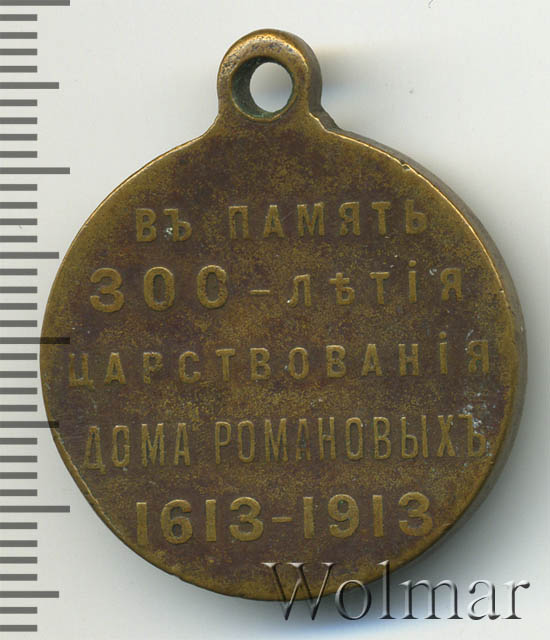 ВЪ ПАМЯТЬ
300-ЛѢТІЯ
ЦАРСТВОВАНІЯ
ДОМА РОМАНОВЫХЪ
1613-1913
Wolmar